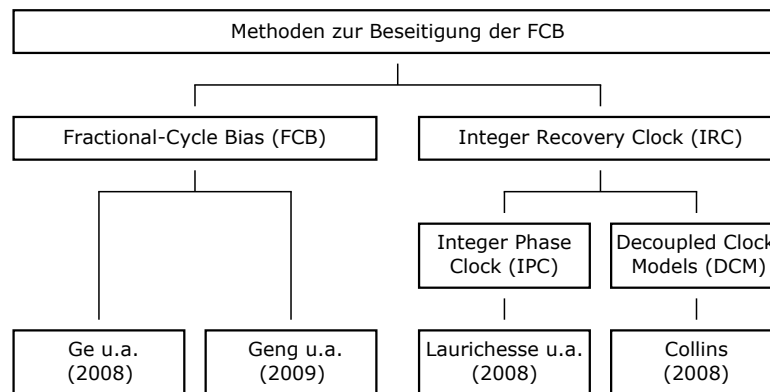 Methoden zur Beseitigung der FCB
Fractional-Cycle Bias (FCB)
Integer Recovery Clock (IRC)
Integer Phase
Clock (IPC)
Decoupled Clock
Models (DCM)
Ge u.a.
(2008)
Geng u.a.
(2009)
Laurichesse u.a.
(2008)
Collins
(2008)